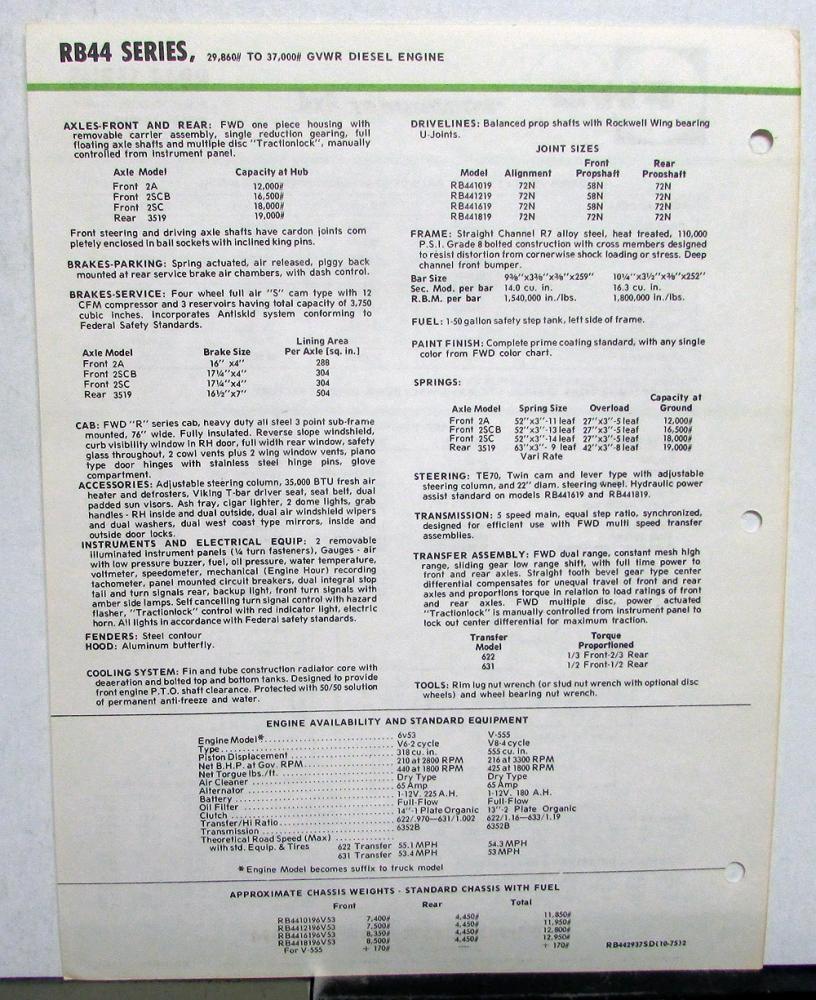 RB44 SERIES, 29,860# TO 37,000# GVWR DIESEL ENGINE
AXLES-FRONT AND REAR: FWD one piece housing with
removable carrier assembly, single reduction gearing, full
floating axle shafts and multiple disc "Tractionlock", manually
controlled from instrument panel.
Axle Model Capacity at Hub
Front 2A 12,000#
Front 2SCB 16,500#
Front 2SC 18,000#
Rear 3519 19,000#
Front steering and driving axle shafts have cardon joints com
pletely enclosed in ball sockets with inclined king pins.
BRAKES-PARKING: Spring actuated, air released, piggy back
mounted at rear service brake air chambers, with dash control.
BRAKES-SERVICE: Four wheel full air "S" cam type with 12
CFM compressor and 3 reservoirs having total capacity of 3,750
cubic inches. Incorporates Antiskid system conforming to
Federal Safety Standards.
Lining Area
Axle Model Brake Size Per Axle [sq. in.]
Front 2A 16" x4" 288
Front 2SCB 17¼"x4" 304
Front 2SC 17¼"x4" 304
Rear 3519 16½"x7" 504
CAB: FWD "R" series cab, heavy duty all steel 3 point sub-frame
mounted, 76" wide. Fully insulated. Reverse slope windshield,
curb visibility window in RH door, full width rear window, safety
glass throughout, 2 cowl vents plus 2 wing window vents, piano
type door hinges with stainless steel hinge pins, glove
compartment.
ACCESSORIES: Adjustable steering column, 35,000 BTU fresh air
heater and defrosters, Viking T-bar driver seat, seat belt, dual
padded sun visors. Ash tray, cigar lighter, 2 dome lights, grab
handles - RH inside and dual outside, dual air windshield wipers
and dual washers, dual west coast type mirrors, inside and
outside door locks.
INSTRUMENTS AND ELECTRICAL EQUIP: 2 removable
illuminated instrument panels (¼ turn fasteners), Gauges - air
with low pressure buzzer, fuel, oil pressure, water temperature,
voltmeter, speedometer, mechanical (Engine Hour) recording
tachometer, panel mounted circuit breakers, dual integral stop
tail and turn signals rear, backup light, front turn signals with
amber side lamps. Self cancelling turn signal control with hazard
flasher, "Tractionlock" control with red indicator light, electric
horn. All lights in accordance with Federal safety standards.
FENDERS: Steel contour
HOOD: Aluminum butterfly.
COOLING SYSTEM: Fin and tube construction radiator core with
deaeration and bolted top and bottom tanks. Designed to provide
front engine P.T.O. shaft clearance. Protected with 50/50 solution
of permanent anti-freeze and water.
DRIVELINES: Balanced prop shafts with Rockwell Wing bearing
U-Joints.
JOINT SIZES
Front Rear
Model Alignment Propshaft Propshaft
RB441019 72N 58N 72N
RB441219 72N 58N 72N
RB441619 72N 58N 72N
RB441819 72N 72N 72N
FRAME: Straight Channel R7 alloy steel, heat treated, 110,000
P.S.I. Grade 8 bolted construction with cross members designed
to resist distortion from cornerwise shock loading or stress. Deep
channel front bumper.
Bar Size 9⅜"x3⅜"x⅜"x259" 10¼"x3½"x⅜"x252"
Sec. Mod. per bar 14.0 cu. in. 16.3 cu. in.
R.B.M. per bar 1,540,000 in./lbs. 1,800,000 in./lbs.
FUEL: 1-50 gallon safety step tank, left side of frame.
PAINT FINISH: Complete prime coating standard, with any single
color from FWD color chart.
SPRINGS:
Capacity at
Axle Model Spring Size Overload Ground
Front 2A 52"x3"-11 leaf 27"x3"-5 leaf 12,000#
Front 2SCB 52"x3"-13 leaf 27"x3"-5 leaf 16,500#
Front 2SC 52"x3"-14 leaf 27"x3"-5 leaf 18,000#
Rear 3519 63"x3"- 9 leaf 42"x3"-8 leaf 19,000#
Vari Rate
STEERING: TE70, Twin cam and lever type with adjustable
steering column, and 22" diam. steering wheel. Hydraulic power
assist standard on models RB441619 and RB441819.
TRANSMISSION: 5 speed main, equal step ratio, synchronized,
designed for efficient use with FWD multi speed transfer
assemblies.
TRANSFER ASSEMBLY: FWD dual range, constant mesh high
range, sliding gear low range shift, with full time power to
front and rear axles. Straight tooth bevel gear type center
differential compensates for unequal travel of front and rear
axles and proportions torque in relation to load ratings of front
and rear axles. FWD multiple disc, power actuated
"Tractionlock" is manually controlled from instrument panel to
lock out center differential for maximum traction.
Transfer Torque
Model Proportioned
622 1/3 Front-2/3 Rear
631 1/2 Front-1/2 Rear
TOOLS: Rim lug nut wrench (or stud nut wrench with optional disc
wheels) and wheel bearing nut wrench.
ENGINE AVAILABILITY AND STANDARD EQUIPMENT
Engine Model* 6v53 V-555
Type V6-2 cycle V8-4 cycle
Piston Displacement 318 cu. in. 555 cu. in.
Net B.H.P. at Gov. RPM 210 at 2800 RPM 216 at 3300 RPM
Net Torgue lbs./ft. 440 at 1800 RPM 425 at 1800 RPM
Air Cleaner Dry Type Dry Type
Alternator 65 Amp 65 Amp
Battery 1-12V. 225 A.H. 1-12V. 180 A.H.
Oil Filter Full-Flow Full-Flow
Clutch 14"-1 Plate Organic 13"-2 Plate Organic
Transfer/Hi Ratio 622/.970—631/1.002 622/1.16—633/1.19
Transmission 6352B 6352B
Theoretical Road Speed (Max)
with std. Equip. & Tires 622 Transfer 55.1 MPH 54.3 MPH
631 Transfer 53.4 MPH 53 MPH
* Engine Model becomes suffix to truck model
APPROXIMATE CHASSIS WEIGHTS - STANDARD CHASSIS WITH FUEL
Front Rear Total
RB4410196V53 7,400# 4,450# 11,850#
RB4412196V53 7,500# 4,450# 11,950#
RB4416196V53 8,350# 4,450# 12,800#
RB4418196V53 8,500# 4,450# 12,950#
For V-555 + 170# — + 170#
RB442937SD(10-75)2